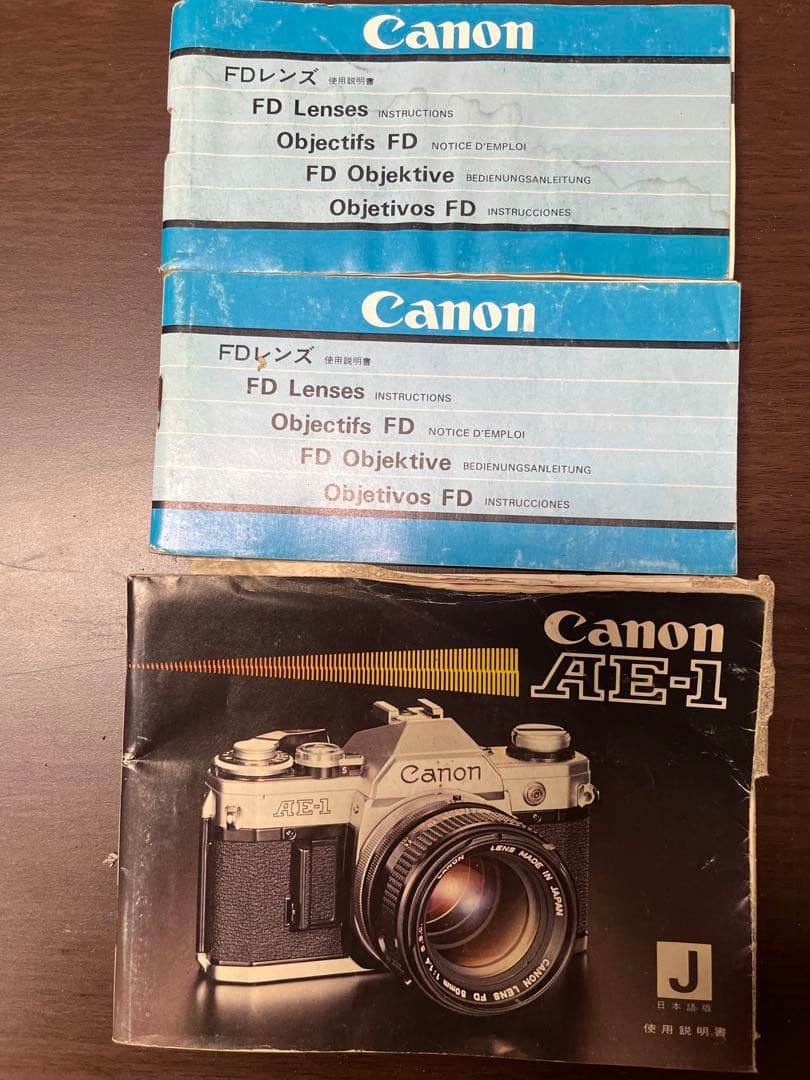 Canon
FDレンズ 使用説明書
FD Lenses INSTRUCTIONS
Objectifs FD NOTICE D'EMPLOI
FD Objektive BEDIENUNGSANLEITUNG
Objetivos FD INSTRUCCIONES
Canon
FDレンズ 使用説明書
FD Lenses INSTRUCTIONS
Objectifs FD NOTICE D'EMPLOI
FD Objektive BEDIENUNGSANLEITUNG
Objetivos FD INSTRUCCIONES
Canon
AE-1
Canon
AE-1
S
CANON
LENS MADE IN JAPAN
CANON LENS FD 50mm 1:1.4 S.S.C.
J
日本語版
使用説明書